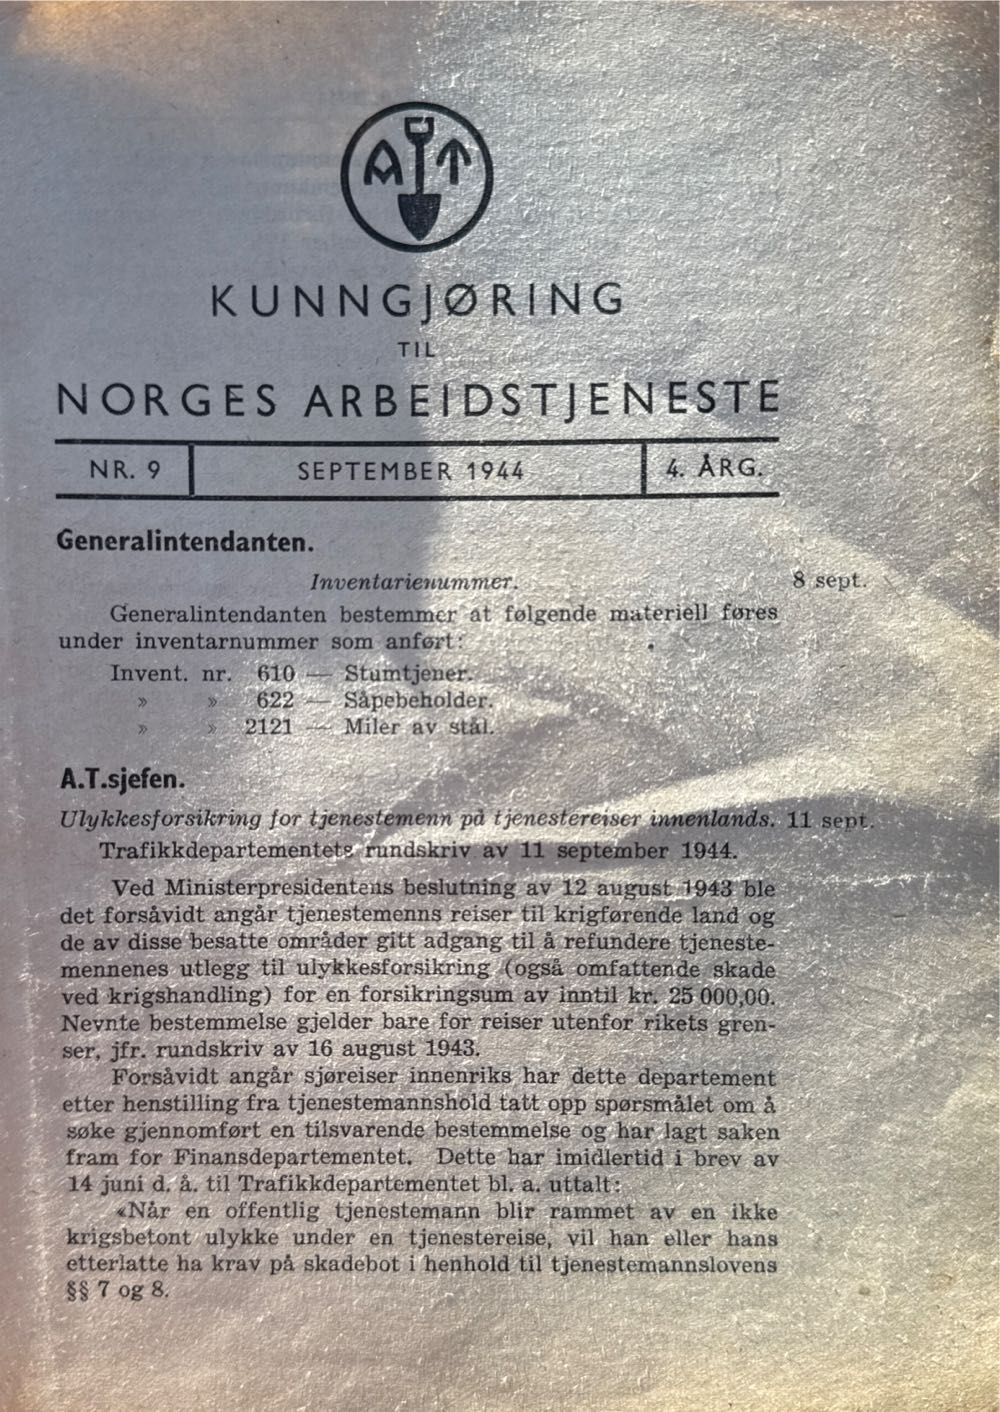 AT
KUNNGJØRING
TIL
NORGES ARBEIDSTJENESTE
NR. 9 SEPTEMBER 1944 4. ÅRG.
Generalintendanten.
Inventarienummer. 8 sept.
Generalintendanten bestemmer at følgende materiell føres
under inventarnummer som anført:
Invent. nr. 610 — Stumtjener.
» » 622 — Såpebeholder.
» » 2121 — Miler av stål.
A.T.sjefen.
Ulykkesforsikring for tjenestemenn på tjenestereiser innenlands. 11 sept.
Trafikkdepartementets rundskriv av 11 september 1944.
Ved Ministerpresidentens beslutning av 12 august 1943 ble
det forsåvidt angår tjenestemenns reiser til krigførende land og
de av disse besatte områder gitt adgang til å refundere tjeneste-
mennenes utlegg til ulykkesforsikring (også omfattende skade
ved krigshandling) for en forsikringsum av inntil kr. 25 000,00.
Nevnte bestemmelse gjelder bare for reiser utenfor rikets gren-
ser, jfr. rundskriv av 16 august 1943.
Forsåvidt angår sjøreiser innenriks har dette departement
etter henstilling fra tjenestemannshold tatt opp spørsmålet om å
søke gjennomført en tilsvarende bestemmelse og har lagt saken
fram for Finansdepartementet. Dette har imidlertid i brev av
14 juni d. å. til Trafikkdepartementet bl. a. uttalt:
«Når en offentlig tjenestemann blir rammet av en ikke
krigsbetont ulykke under en tjenestereise, vil han eller hans
etterlatte ha krav på skadebot i henhold til tjenestemannslovens
§§ 7 og 8.